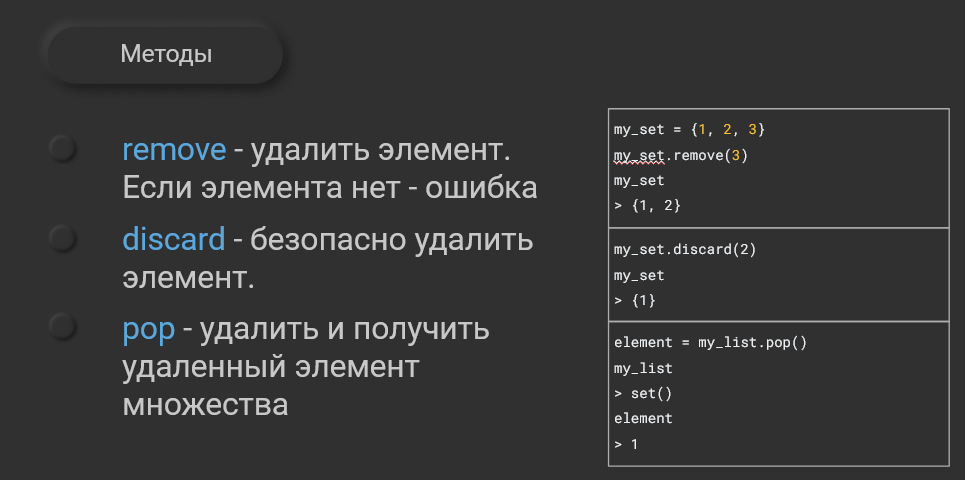 Методы
remove - удалить элемент.
Если элемента нет - ошибка
discard - безопасно удалить
элемент.
pop - удалить и получить
удаленный элемент
множества
my_set = {1, 2, 3}
my_set.remove(3)
my_set
> {1, 2}
my_set.discard(2)
my_set
> {1}
element = my_list.pop()
my_list
> set()
element
> 1